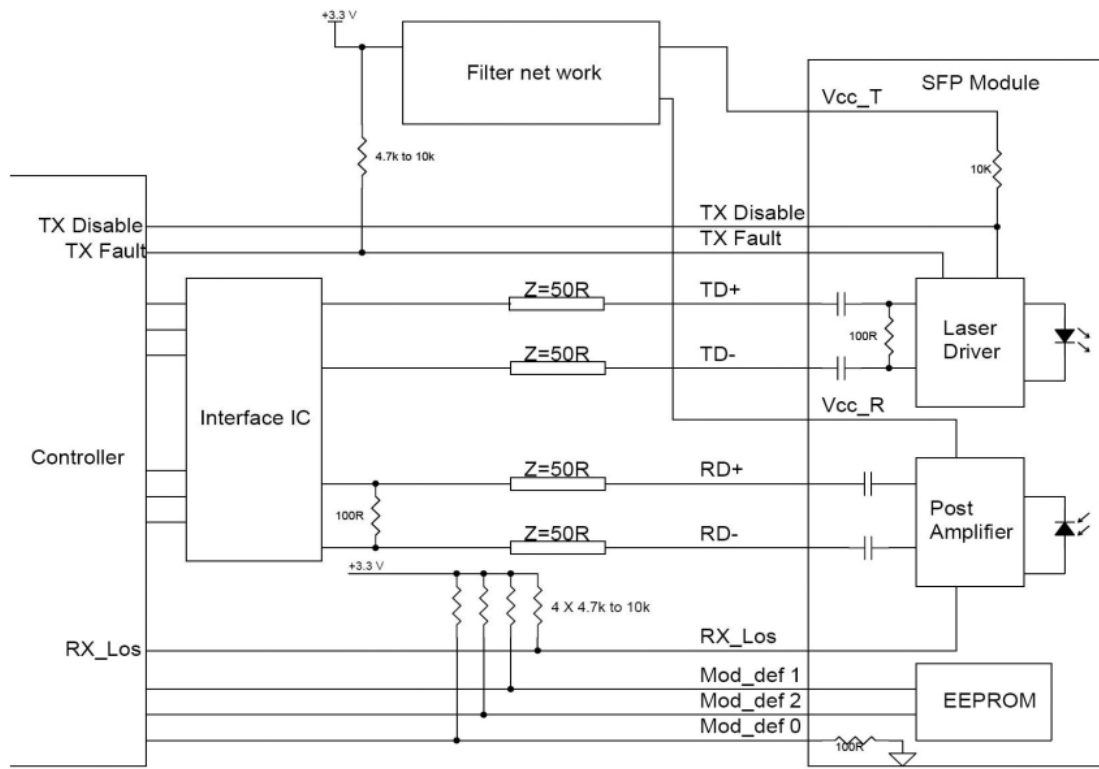 +3.3 V
Filter net work
SFP Module
Vcc_T
4.7k to 10k
10K
TX Disable
TX Disable
TX Fault
TX Fault
Z=50R
TD+
100R
Laser
Driver
Z=50R
TD-
Interface IC
Vcc_R
Controller
Z=50R
RD+
100R
Post
Amplifier
Z=50R
RD-
+3.3 V
4 X 4.7k to 10k
RX_Los
RX_Los
Mod_def 1
Mod_def 2
EEPROM
Mod_def 0
100R